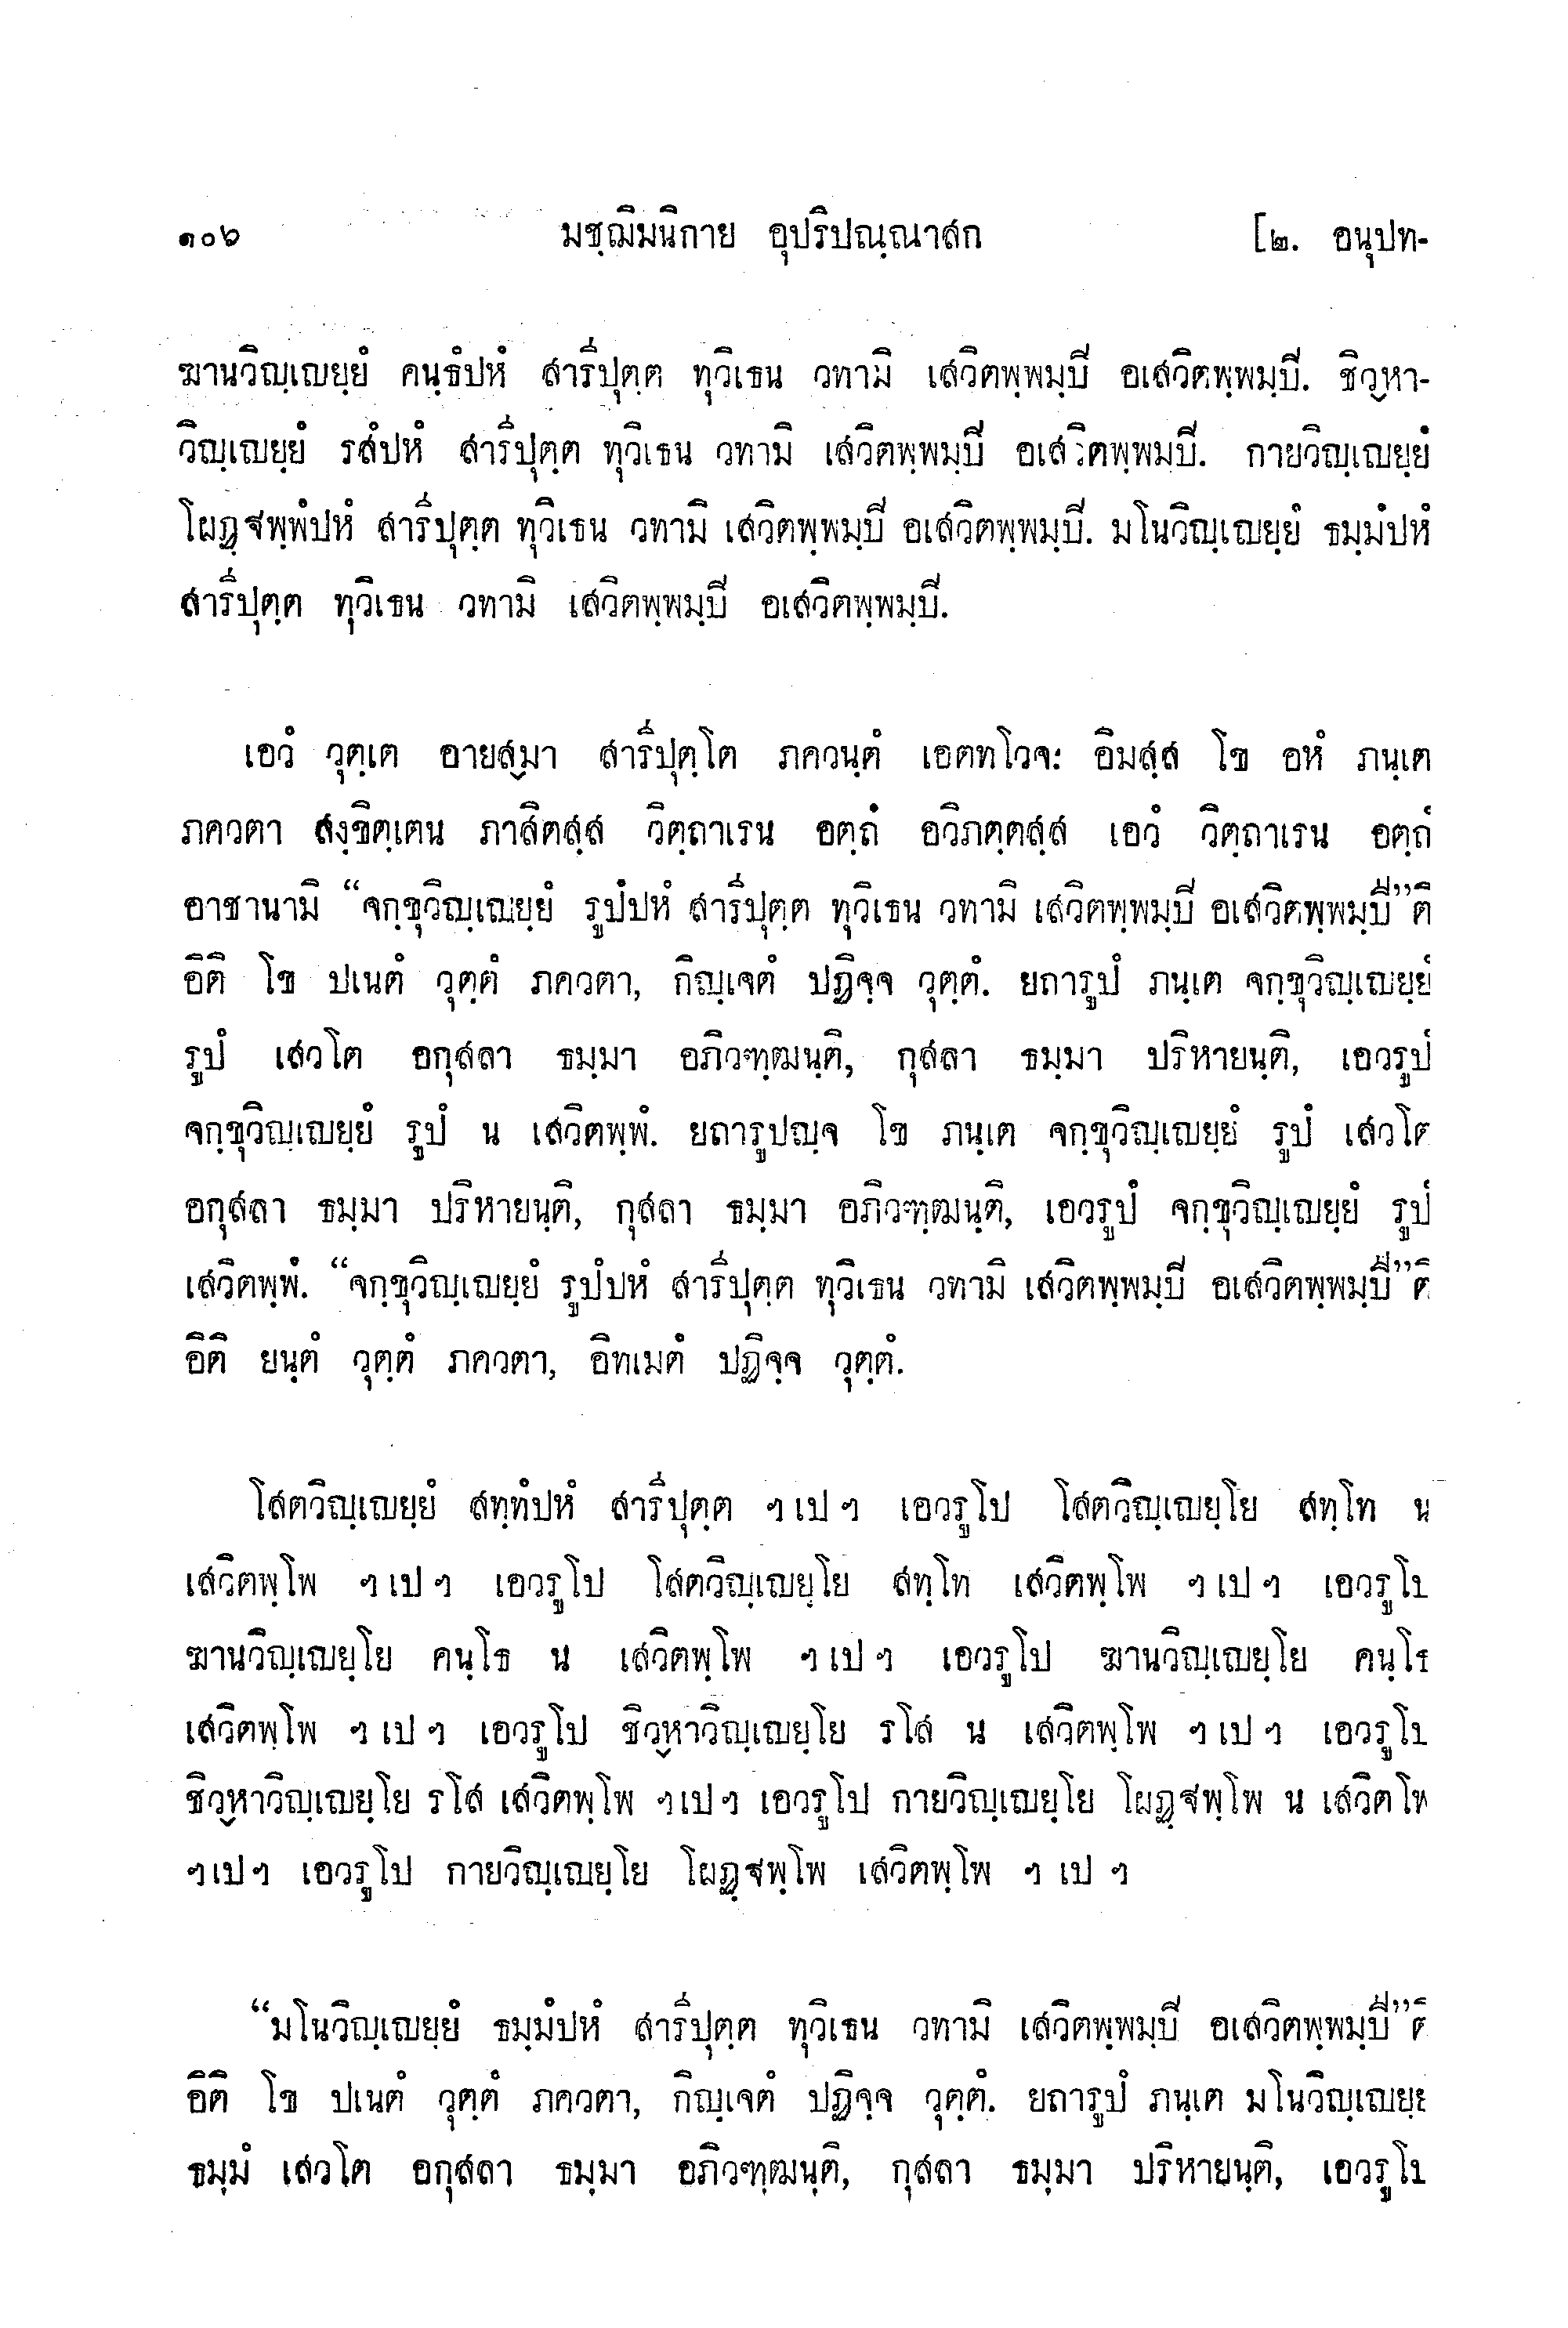 ๑๐๖ มชฺฌิมนิกาย อุปริปณฺณาสก [๒. อนุปท-
ฆานวิญฺเญยฺยํ คนฺธํปหํ สาริปุตฺต ทุวิเธน วทามิ เสวิตพฺพมฺปิ อเสวิตพฺพมฺปิ. ชิวฺหา-
วิญฺเญยฺยํ รสํปหํ สาริปุตฺต ทุวิเธน วทามิ เสวิตพฺพมฺปิ อเสวิตพฺพมฺปิ. กายวิญฺเญยฺยํ
โผฏฺฐพฺพํปหํ สาริปุตฺต ทุวิเธน วทามิ เสวิตพฺพมฺปิ อเสวิตพฺพมฺปิ. มโนวิญฺเญยฺยํ ธมฺมํปหํ
สาริปุตฺต ทุวิเธน วทามิ เสวิตพฺพมฺปิ อเสวิตพฺพมฺปิ.
เอวํ วุตฺเต อายสฺมา สาริปุตฺโต ภควนฺตํ เอตทโวจ: อิมสฺส โข อหํ ภนฺเต
ภควตา สงฺขิตฺเตน ภาสิตสฺส วิตฺถาเรน อตฺถํ อวิภตฺตสฺส เอวํ วิตฺถาเรน อตฺถํ
อาชานามิ “จกฺขุวิญฺเญยฺยํ รูปํปหํ สาริปุตฺต ทุวิเธน วทามิ เสวิตพฺพมฺปิ อเสวิตพฺพมฺปี”ติ
อิติ โข ปเนตํ วุตฺตํ ภควตา, กิญฺเจตํ ปฏิจฺจ วุตฺตํ. ยถารูปํ ภนฺเต จกฺขุวิญฺเญยฺยํ
รูปํ เสวโต อกุสลา ธมฺมา อภิวฑฺฒนฺติ, กุสลา ธมฺมา ปริหายนฺติ, เอวรูปํ
จกฺขุวิญฺเญยฺยํ รูปํ น เสวิตพฺพํ. ยถารูปญฺจ โข ภนฺเต จกฺขุวิญฺเญยฺยํ รูปํ เสวโต
อกุสลา ธมฺมา ปริหายนฺติ, กุสลา ธมฺมา อภิวฑฺฒนฺติ, เอวรูปํ จกฺขุวิญฺเญยฺยํ รูปํ
เสวิตพฺพํ. “จกฺขุวิญฺเญยฺยํ รูปํปหํ สาริปุตฺต ทุวิเธน วทามิ เสวิตพฺพมฺปิ อเสวิตพฺพมฺปี”ติ
อิติ ยนฺตํ วุตฺตํ ภควตา, อิทเมตํ ปฏิจฺจ วุตฺตํ.
โสตวิญฺเญยฺยํ สทฺทํปหํ สาริปุตฺต ฯ เป ฯ เอวรูโป โสตวิญฺเญยฺโย สทฺโท น
เสวิตพฺโพ ฯ เป ฯ เอวรูโป โสตวิญฺเญยฺโย สทฺโท เสวิตพฺโพ ฯ เป ฯ เอวรูโป
ฆานวิญฺเญยฺโย คนฺโธ น เสวิตพฺโพ ฯ เป ฯ เอวรูโป ฆานวิญฺเญยฺโย คนฺโธ
เสวิตพฺโพ ฯ เป ฯ เอวรูโป ชิวฺหาวิญฺเญยฺโย รโส น เสวิตพฺโพ ฯ เป ฯ เอวรูโป
ชิวฺหาวิญฺเญยฺโย รโส เสวิตพฺโพ ฯเปฯ เอวรูโป กายวิญฺเญยฺโย โผฏฺฐพฺโพ น เสวิตโพ
ฯเปฯ เอวรูโป กายวิญฺเญยฺโย โผฏฺฐพฺโพ เสวิตพฺโพ ฯ เป ฯ
“มโนวิญฺเญยฺยํ ธมฺมํปหํ สาริปุตฺต ทุวิเธน วทามิ เสวิตพฺพมฺปิ อเสวิตพฺพมฺปี”ติ
อิติ โข ปเนตํ วุตฺตํ ภควตา, กิญฺเจตํ ปฏิจฺจ วุตฺตํ. ยถารูปํ ภนฺเต มโนวิญฺเญยฺยํ
ธมฺมํ เสวโต อกุสลา ธมฺมา อภิวฑฺฒนฺติ, กุสลา ธมฺมา ปริหายนฺติ, เอวรูโป